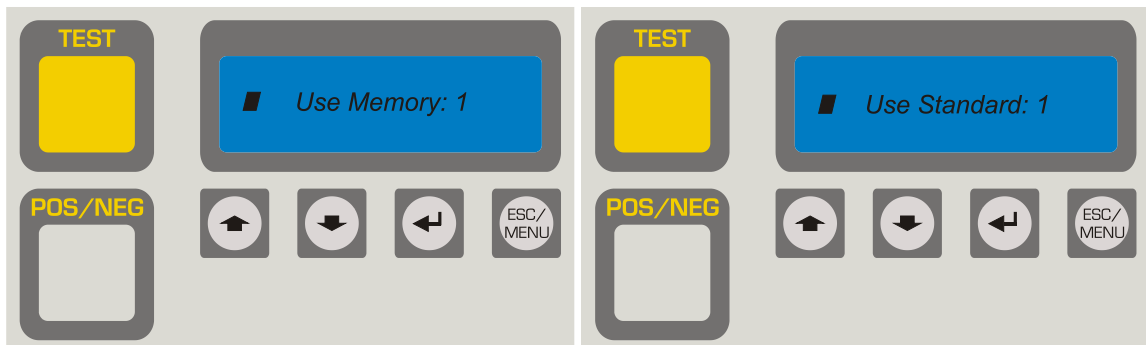 TEST
Use Memory: 1
POS/NEG
ESC/
MENU
TEST
Use Standard: 1
POS/NEG
ESC/
MENU